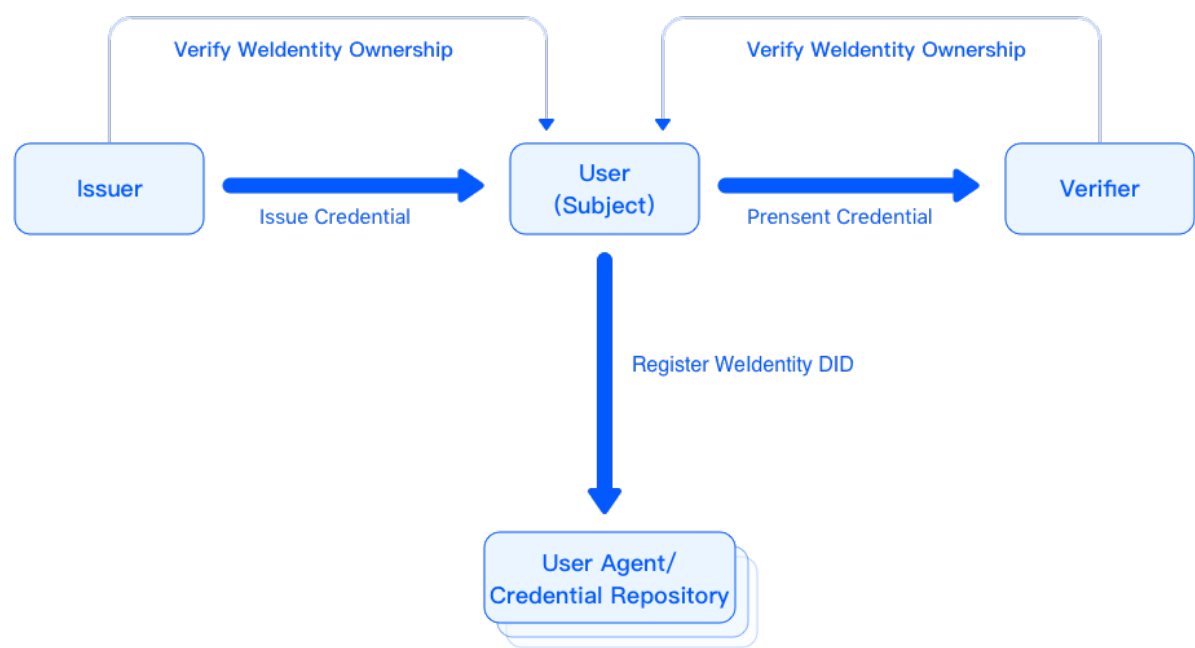 Verify WeIdentity Ownership
Verify WeIdentity Ownership
Issuer
Issue Credential
User
(Subject)
Prensent Credential
Verifier
Register WeIdentity DID
User Agent/
Credential Repository